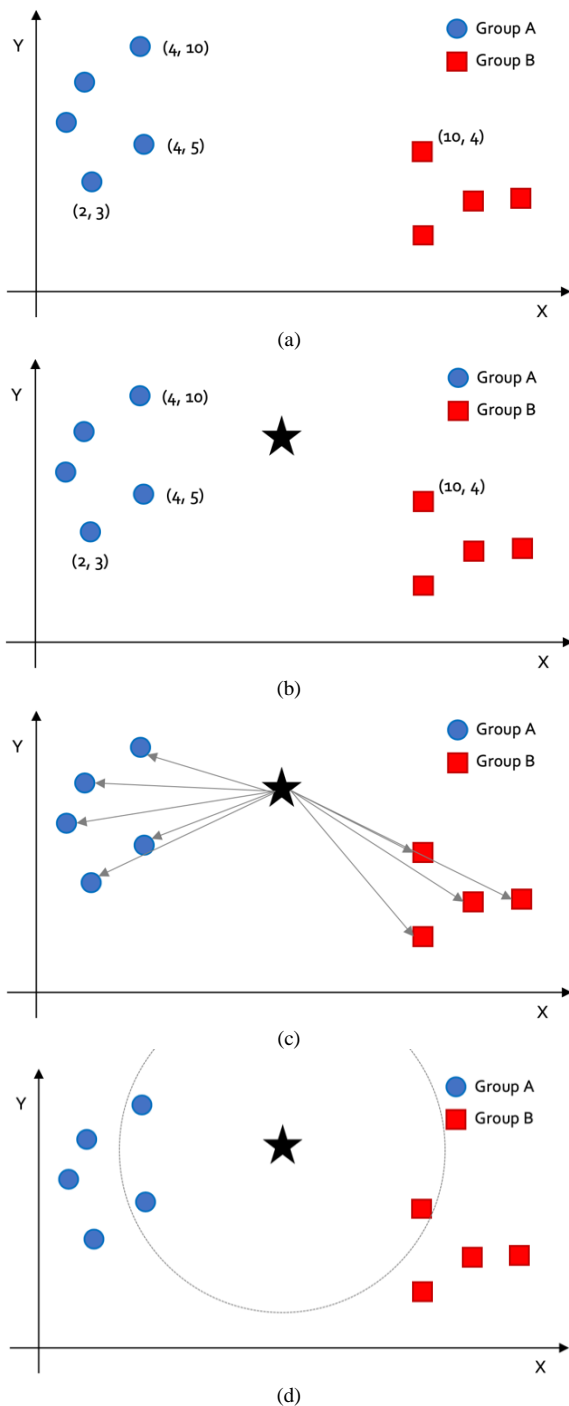 Y
Group A
Group B
(4, 10)
(4, 5)
(10, 4)
(2, 3)
X
(a)
Y
Group A
Group B
(4, 10)
(4, 5)
(10, 4)
(2, 3)
X
(b)
Y
Group A
Group B
X
(c)
Y
Group A
Group B
X
(d)